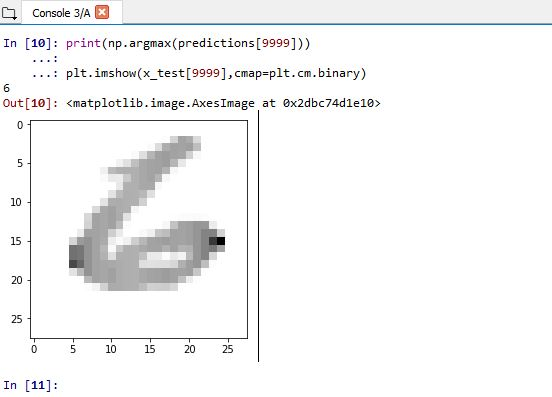 Console 3/A
In [10]: print(np.argmax(predictions[9999]))
...:
...: plt.imshow(x_test[9999],cmap=plt.cm.binary)
6
Out[10]: <matplotlib.image.AxesImage at 0x2dbc74d1e10>
0
5
10
15
20
25
0 5 10 15 20 25
In [11]: